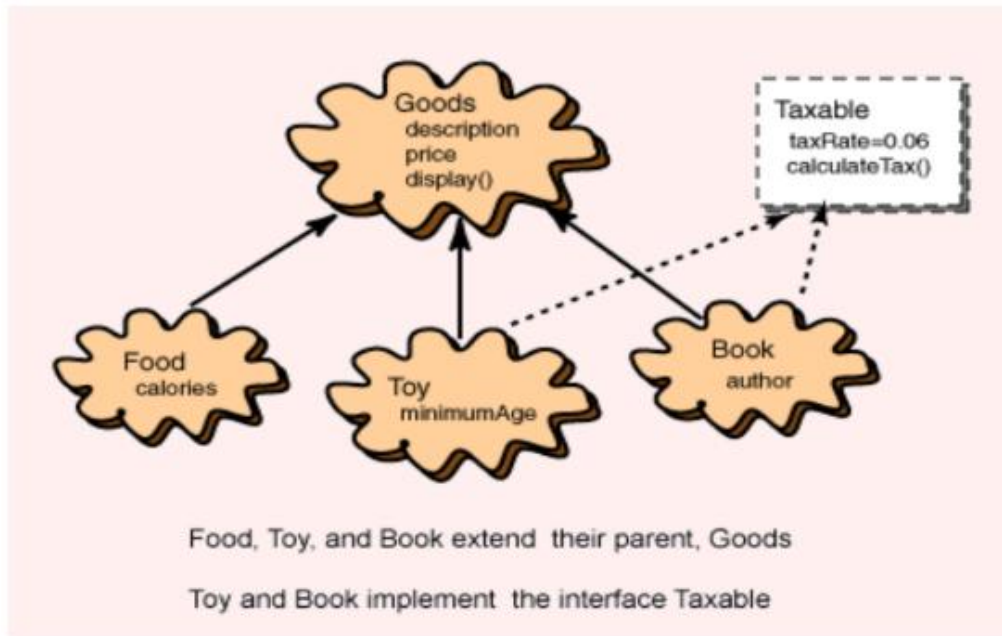 Goods
description
price
display()
Taxable
taxRate=0.06
calculateTax()
Food
calories
Toy
minimumAge
Book
author
Food, Toy, and Book extend their parent, Goods
Toy and Book implement the interface Taxable